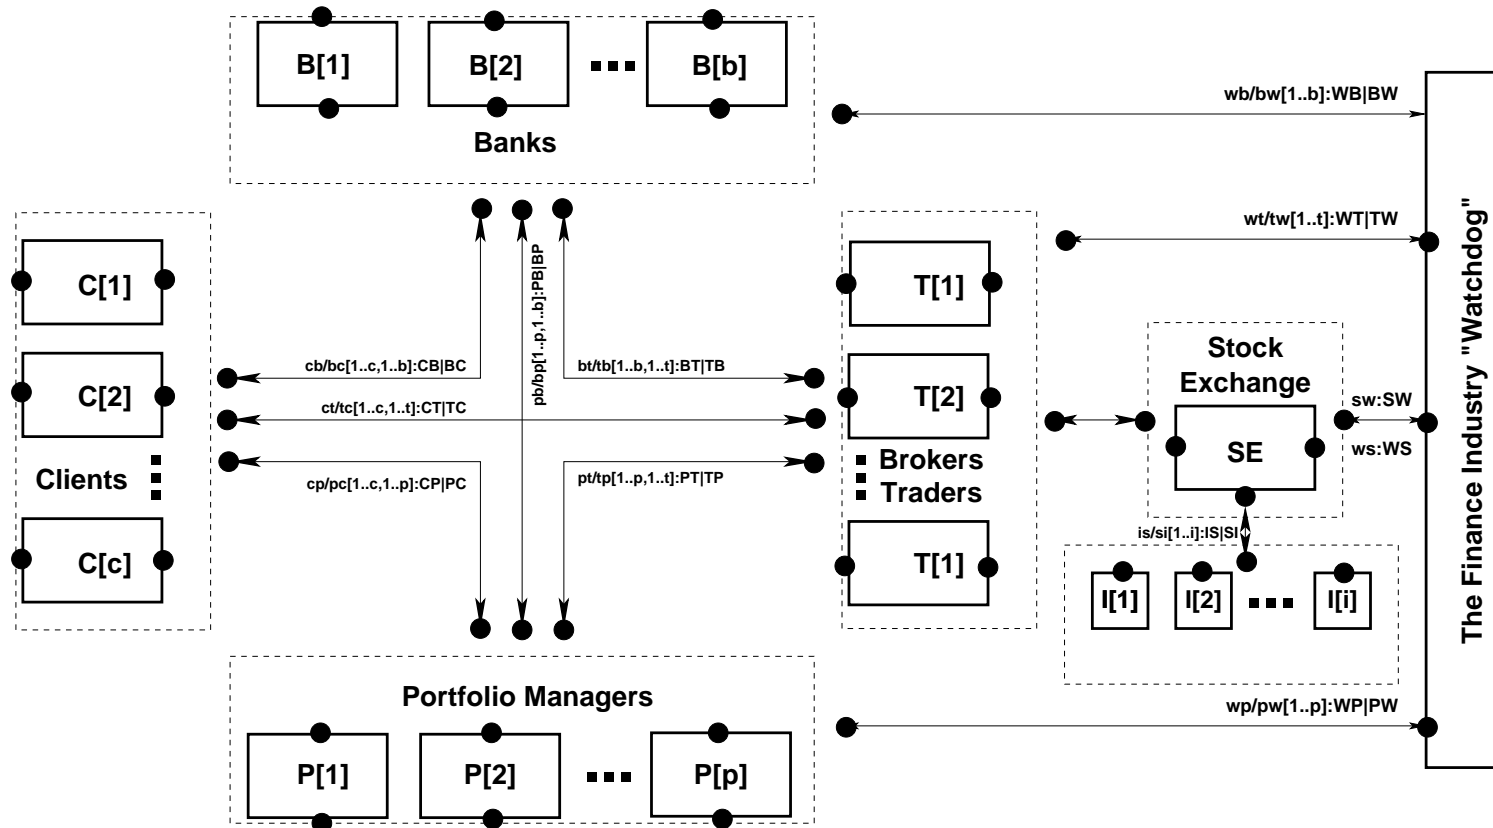 B[1]
B[2]
B[b]
Banks
wb/bw[1..b]:WB|BW
wt/tw[1..t]:WT|TW
C[1]
C[2]
Clients
C[c]
cb/bc[1..c,1..b]:CB|BC
pb/bp[1..p,1..b]:PB|BP
bt/tb[1..b,1..t]:BT|TB
ct/tc[1..c,1..t]:CT|TC
cp/pc[1..c,1..p]:CP|PC
pt/tp[1..p,1..t]:PT|TP
T[1]
T[2]
Brokers
Traders
T[1]
Stock
Exchange
SE
sw:SW
ws:WS
is/si[1..i]:IS|SI
I[1]
I[2]
I[i]
The Finance Industry "Watchdog"
wp/pw[1..p]:WP|PW
Portfolio Managers
P[1]
P[2]
P[p]